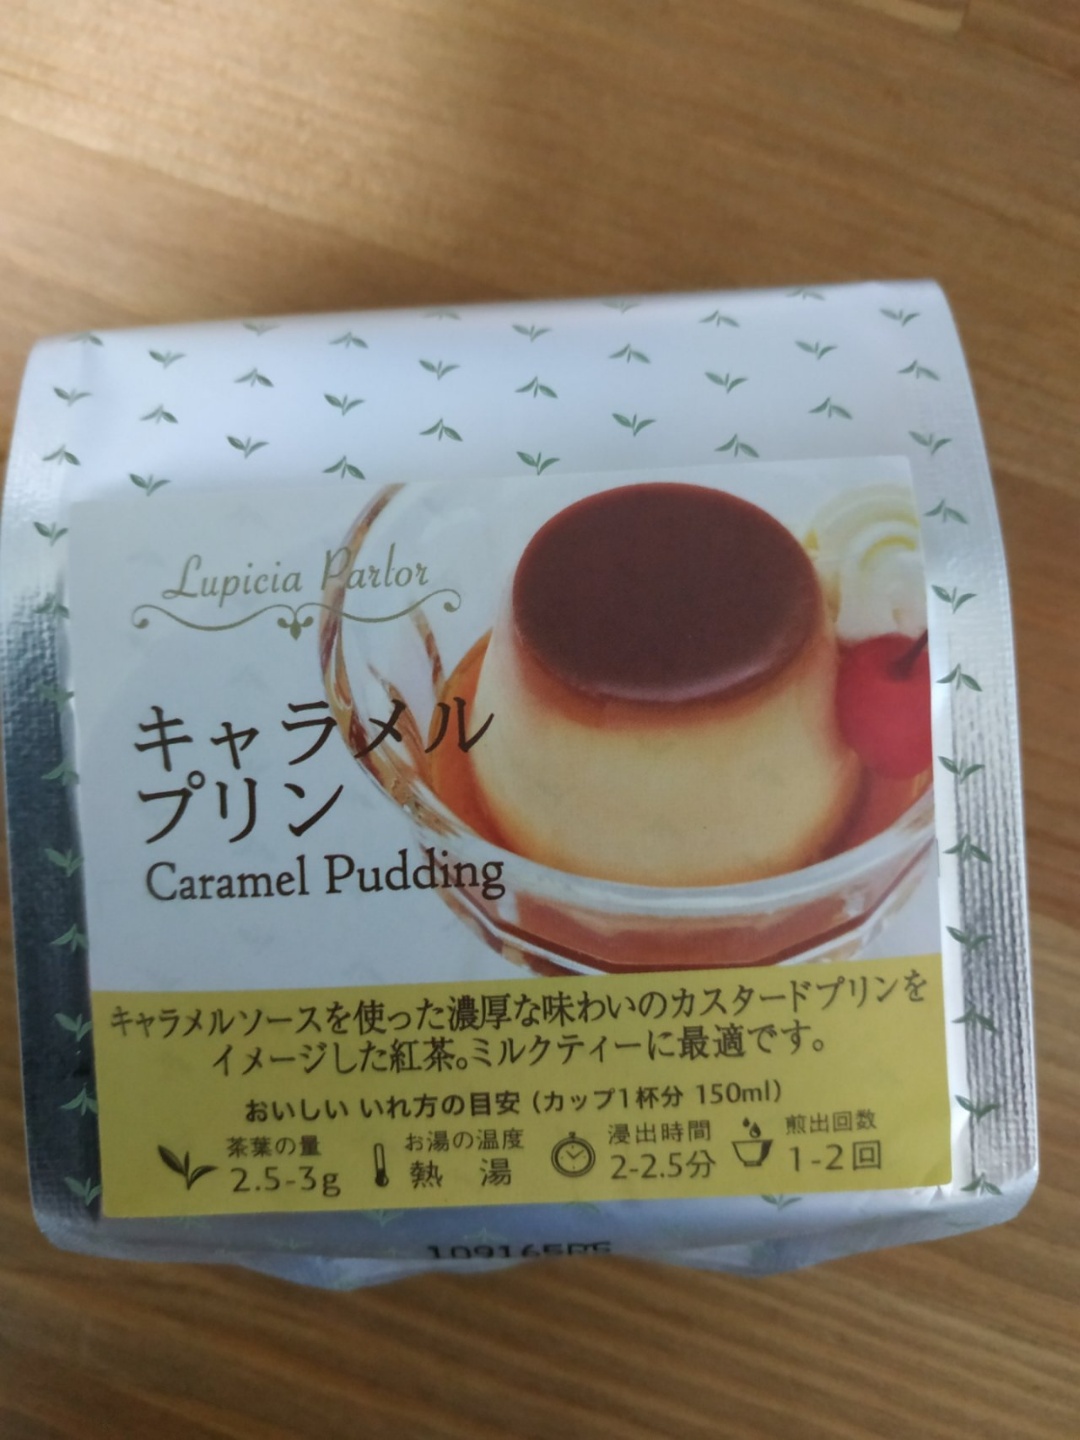 Lupicia Parlor
キャラメル
プリン
Caramel Pudding
キャラメルソースを使った濃厚な味わいのカスタードプリンを
イメージした紅茶。ミルクティーに最適です。
おいしい いれ方の目安 (カップ1杯分 150ml)
茶葉の量 お湯の温度 浸出時間 煎出回数
2.5-3g 熱 湯 2-2.5分 1-2回